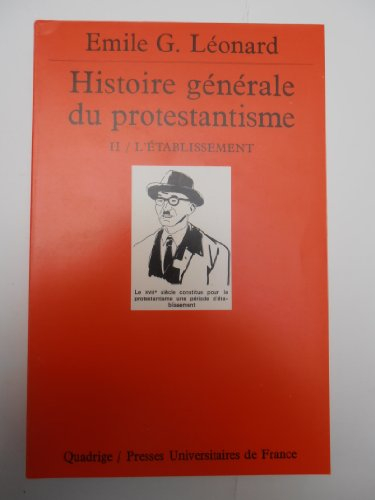 Emile G. Léonard
Histoire générale
du protestantisme
II / L'ÉTABLISSEMENT
Le XVIIe siècle constitue pour le
protestantisme une période d'éta-
blissement
Quadrige / Presses Universitaires de France